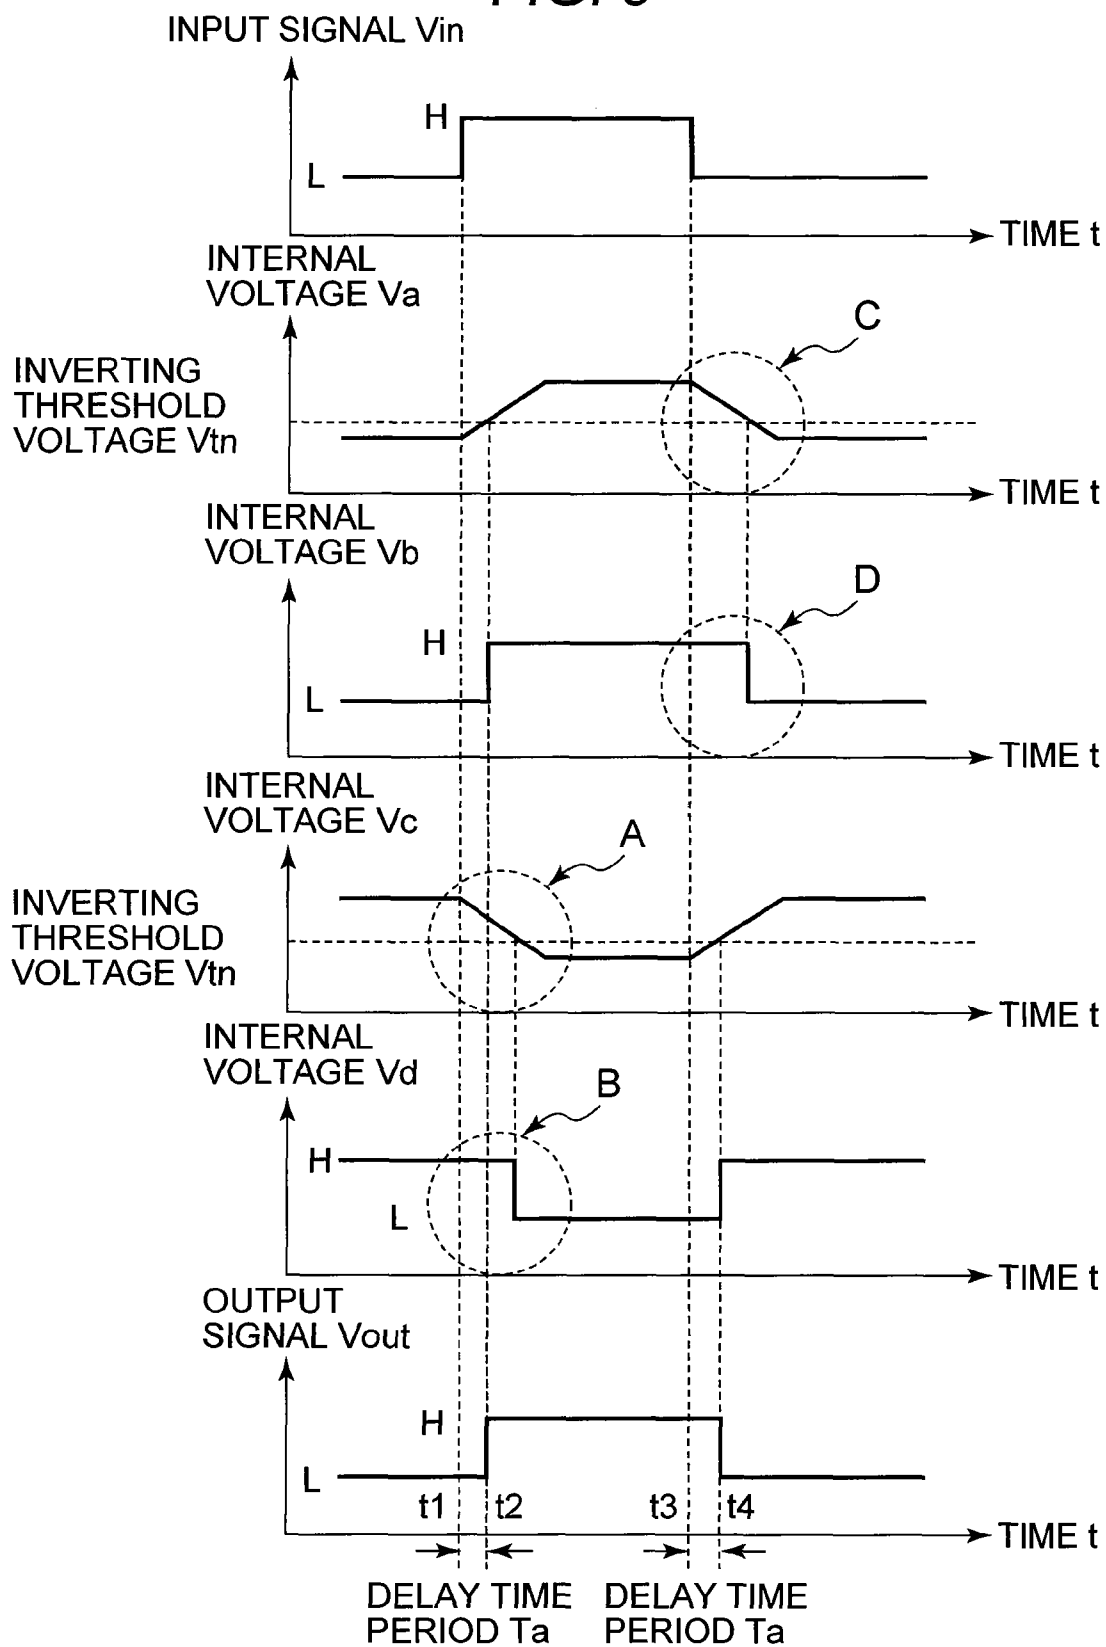 INPUT SIGNAL Vin
H
L
TIME t
INTERNAL
VOLTAGE Va
C
INVERTING
THRESHOLD
VOLTAGE Vtn
TIME t
INTERNAL
VOLTAGE Vb
D
H
L
TIME t
INTERNAL
VOLTAGE Vc
A
INVERTING
THRESHOLD
VOLTAGE Vtn
TIME t
INTERNAL
VOLTAGE Vd
B
H
L
TIME t
OUTPUT
SIGNAL Vout
H
L
t1 t2 t3 t4
TIME t
DELAY TIME DELAY TIME
PERIOD Ta PERIOD Ta